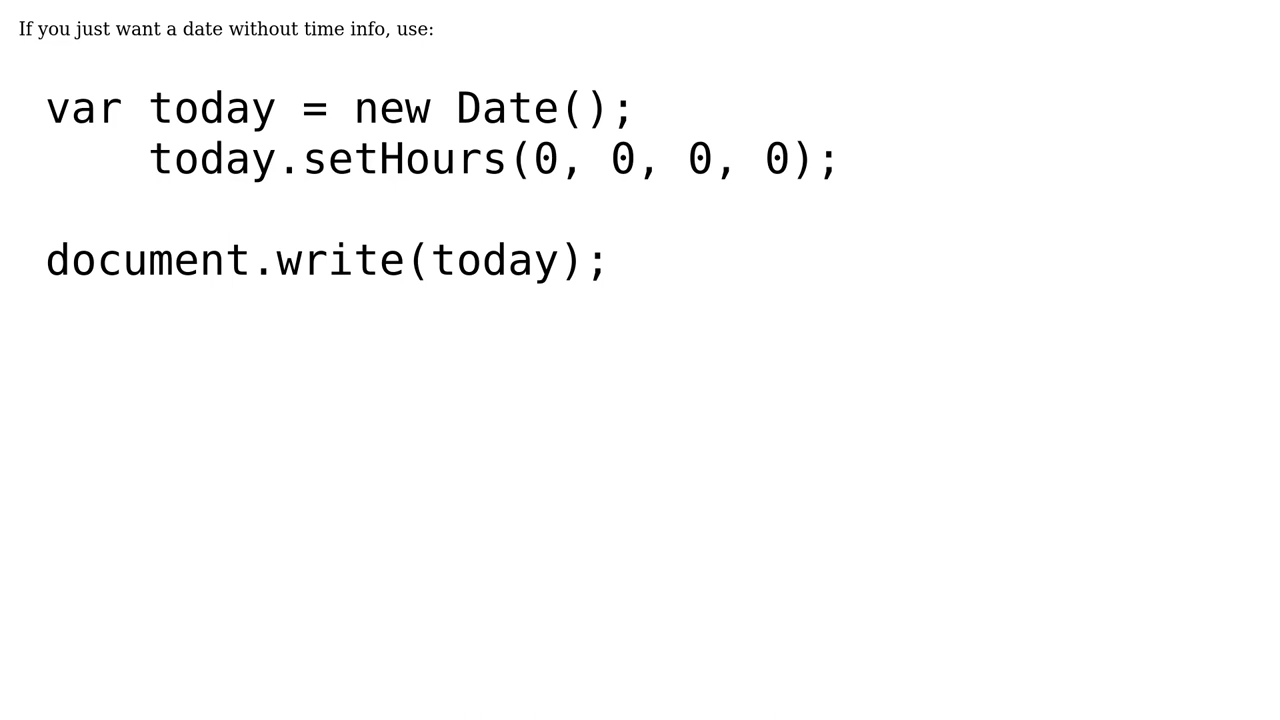 If you just want a date without time info, use:
var today = new Date();
    today.setHours(0, 0, 0, 0);
document.write(today);